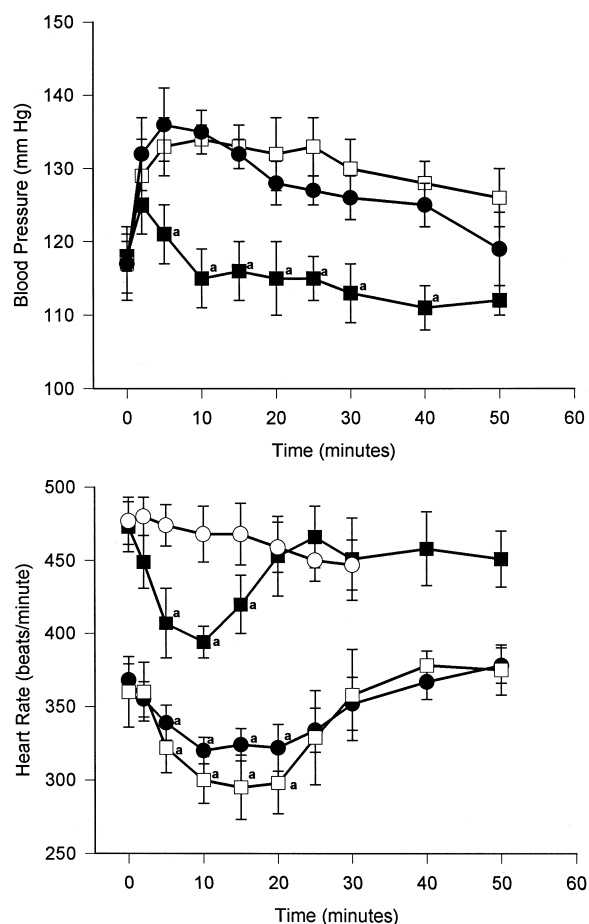 150
140
130
120
110
100
Blood Pressure (mm Hg)
a
a
a
a
a
a
a
0
10
20
30
40
50
60
Time (minutes)
500
450
400
350
300
250
Heart Rate (beats/minute)
a
a
a
a
a
a
a
a
a
a
a
0
10
20
30
40
50
60
Time (minutes)